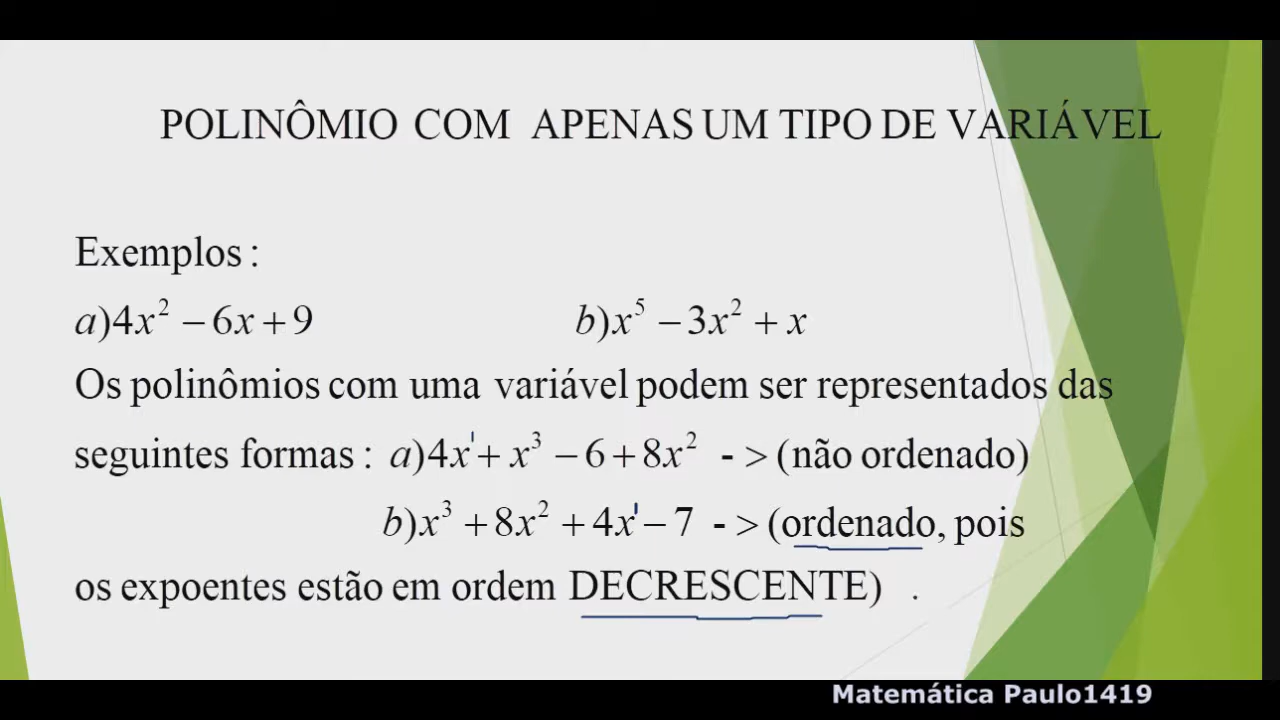 POLINÔMIO COM APENAS UM TIPO DE VARIÁVEL
Exemplos :
a)4x² − 6x + 9 b)x⁵ − 3x² + x
Os polinômios com uma variável podem ser representados das
seguintes formas : a)4x¹ + x³ − 6 + 8x² - > (não ordenado)
b)x³ + 8x² + 4x¹ − 7 - > (ordenado, pois
os expoentes estão em ordem DECRESCENTE) .
Matemática Paulo1419